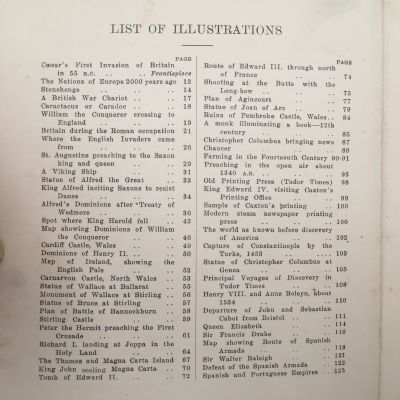 LIST OF ILLUSTRATIONS
PAGE
Cæsar's First Invasion of Britain
in 55 B.C. .. .. Frontispiece
The Nations of Europe 2000 years ago 13
Stonehenge .. .. .. .. 14
A British War Chariot .. .. 17
Caractacus or Caradoc .. .. 18
William the Conqueror crossing to
England .. .. .. .. 19
Britain during the Roman occupation 21
Where the English Invaders came
from .. .. .. .. 26
St. Augustine preaching to the Saxon
king and queen .. .. .. 29
A Viking Ship .. .. .. 31
Statue of Alfred the Great .. .. 33
King Alfred inciting Saxons to resist
Danes .. .. .. .. 34
Alfred's Dominions after Treaty of
Wedmore .. .. .. .. 36
Spot where King Harold fell .. 43
Map showing Dominions of William
the Conqueror .. .. .. 46
Cardiff Castle, Wales .. .. 49
Dominions of Henry II. .. .. 50
Map of Ireland, showing the
English Pale .. .. .. 52
Carnarvon Castle, North Wales .. 53
Statue of Wallace at Ballarat .. 55
Monument of Wallace at Stirling .. 56
Statue of Bruce at Stirling .. 57
Plan of Battle of Bannockburn .. 58
Stirling Castle .. .. .. 59
Peter the Hermit preaching the First
Crusade .. .. .. .. 61
Richard I. landing at Joppa in the
Holy Land .. .. .. .. 64
The Thames and Magna Carta Island 67
King John sealing Magna Carta .. 70
Tomb of Edward II. .. .. .. 72
PAGE
Route of Edward III, through north
of France .. .. .. .. 74
Shooting at the Butts with the
Long-bow .. .. .. .. 75
Plan of Agincourt .. .. .. 77
Statue of Joan of Arc .. .. 79
Ruins of Pembroke Castle, Wales .. 84
A monk illuminating a book—13th
century .. .. .. .. 85
Christopher Columbus bringing news 87
Chaucer .. .. .. .. 89
Farming in the Fourteenth Century 90-91
Preaching in the open air about
1340 A.D. .. .. .. .. 95
Old Printing Press (Tudor Times) 98
King Edward IV. visiting Caxton's
Printing Office .. .. .. 99
Sample of Caxton's printing .. 100
Modern steam newspaper printing
press .. .. .. .. 100
The world as known before discovery
of America .. .. .. 102
Capture of Constantinople by the
Turks, 1453 .. .. .. 103
Statue of Christopher Columbus at
Genoa .. .. .. .. 105
Principal Voyages of Discovery in
Tudor Times .. .. .. 108
Henry VIII. and Anne Boleyn, about
1534 .. .. .. .. 110
Departure of John and Sebastian
Cabot from Bristol .. .. 111
Queen Elizabeth .. .. .. 114
Sir Francis Drake .. .. .. 116
Map showing Route of Spanish
Armada .. .. .. .. 118
Sir Walter Raleigh .. .. .. 121
Defeat of the Spanish Armada .. 122
Spanish and Portuguese Empires .. 125